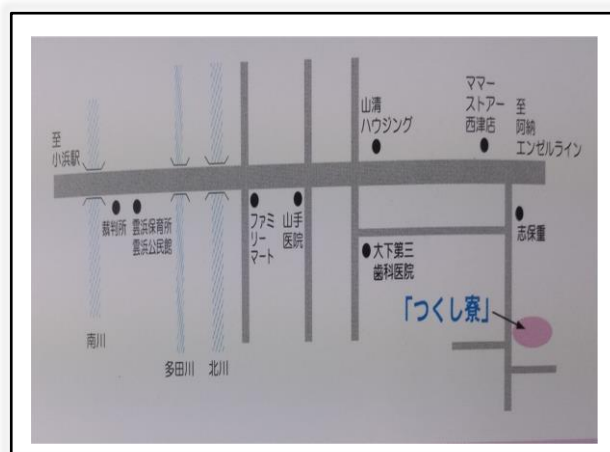 至
小浜駅
裁判所
雲浜保育所
雲浜公民館
南川
多田川
北川
ファミ
リー
マート
山手
医院
山清
ハウジング
大下第三
歯科医院
ママー
ストアー
西津店
至
阿納
エンゼルライン
志保重
「つくし寮」